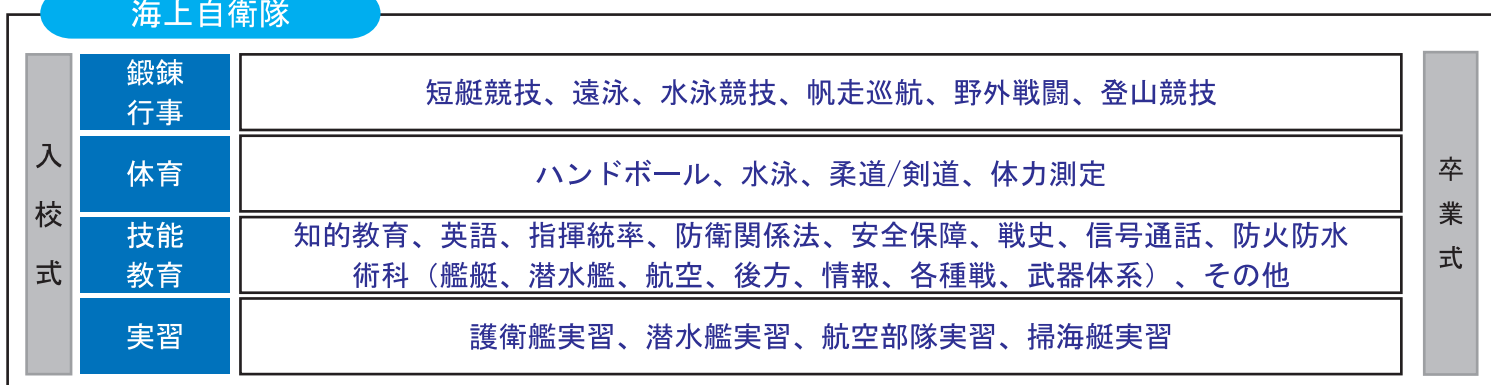 海上自衛隊
入校式
鍛錬
行事
短艇競技、遠泳、水泳競技、帆走巡航、野外戦闘、登山競技
体育
ハンドボール、水泳、柔道/剣道、体力測定
技能
教育
知的教育、英語、指揮統率、防衛関係法、安全保障、戦史、信号通話、防火防水
術科（艦艇、潜水艦、航空、後方、情報、各種戦、武器体系）、その他
実習
護衛艦実習、潜水艦実習、航空部隊実習、掃海艇実習
卒業式